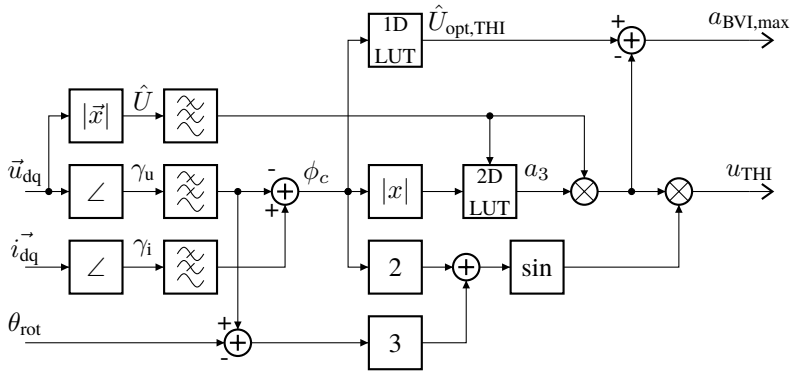 1D
LUT
Û_opt,THI
+
-
a_BVI,max
|x⃗|
Û
u⃗_dq
∠
γ_u
-
+
ϕ_c
|x|
2D
LUT
a_3
u_THI
i⃗_dq
∠
γ_i
2
sin
θ_rot
+
-
3